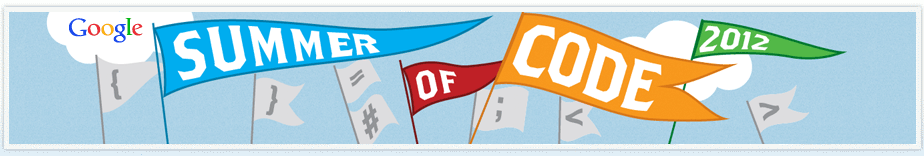 Google
SUMMER
OF
CODE
2012
{
}
=
#
;
<
>